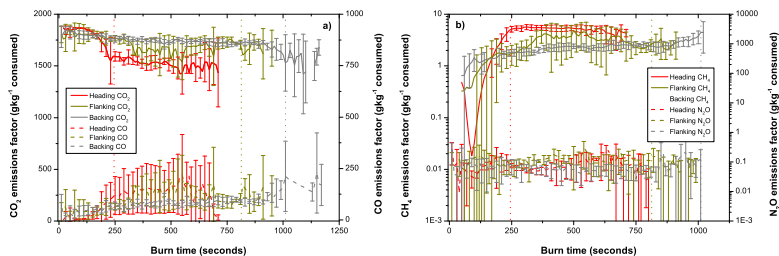 a)
CO2 emissions factor (gkg-1 consumed)
2000
1500
1000
500
0
1000
900
750
500
250
0
CO emissions factor (gkg-1 consumed)
Heading CO2
Flanking CO2
Backing CO2
Heading CO
Flanking CO
Backing CO
0 250 500 750 1000 1250
Burn time (seconds)
b)
CH4 emissions factor (gkg-1 consumed)
10
1
0.1
0.01
1E-3
10000
1000
100
10
1
0.1
0.01
1E-3
N2O emissions factor (gkg-1 consumed)
Heading CH4
Flanking CH4
Backing CH4
Heading N2O
Flanking N2O
Flanking N2O
0 250 500 750 1000
Burn time (seconds)